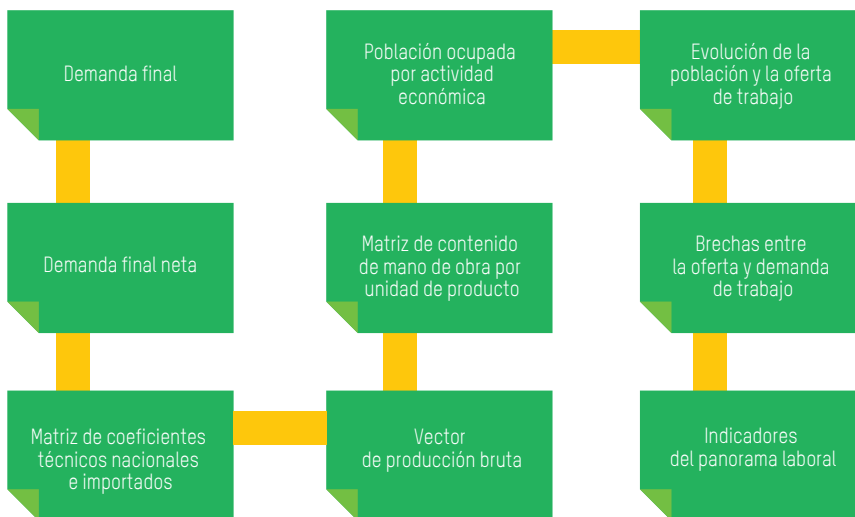 Demanda final
Demanda final neta
Matriz de coeficientes
técnicos nacionales
e importados
Vector
de producción bruta
Matriz de contenido
de mano de obra por
unidad de producto
Población ocupada
por actividad
económica
Evolución de la
población y la oferta
de trabajo
Brechas entre
la oferta y demanda
de trabajo
Indicadores
del panorama laboral